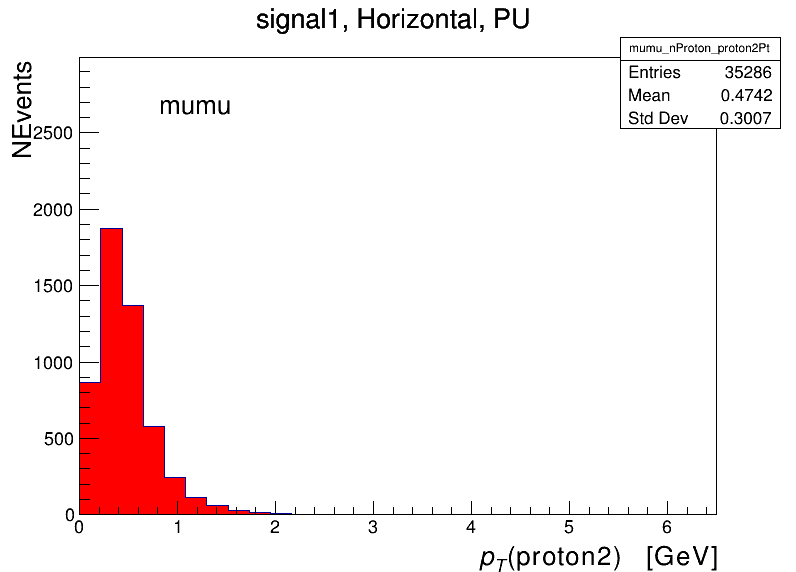 signal1, Horizontal, PU
mumu_nProton_proton2Pt
Entries 35286
Mean 0.4742
Std Dev 0.3007
NEvents
mumu
2500
2000
1500
1000
500
0
0 1 2 3 4 5 6
pT(proton2) [GeV]